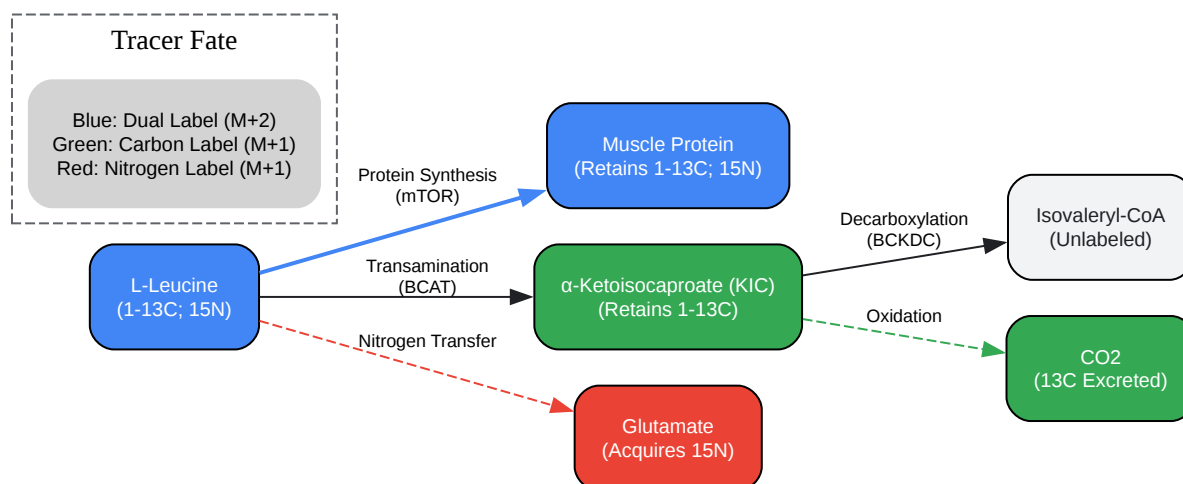 Tracer Fate
Blue: Dual Label (M+2)
Green: Carbon Label (M+1)
Red: Nitrogen Label (M+1)
L-Leucine
(1-13C; 15N)
Protein Synthesis
(mTOR)
Transamination
(BCAT)
Nitrogen Transfer
Muscle Protein
(Retains 1-13C; 15N)
α-Ketoisocaproate (KIC)
(Retains 1-13C)
Glutamate
(Acquires 15N)
Decarboxylation
(BCKDC)
Oxidation
Isovaleryl-CoA
(Unlabeled)
CO2
(13C Excreted)